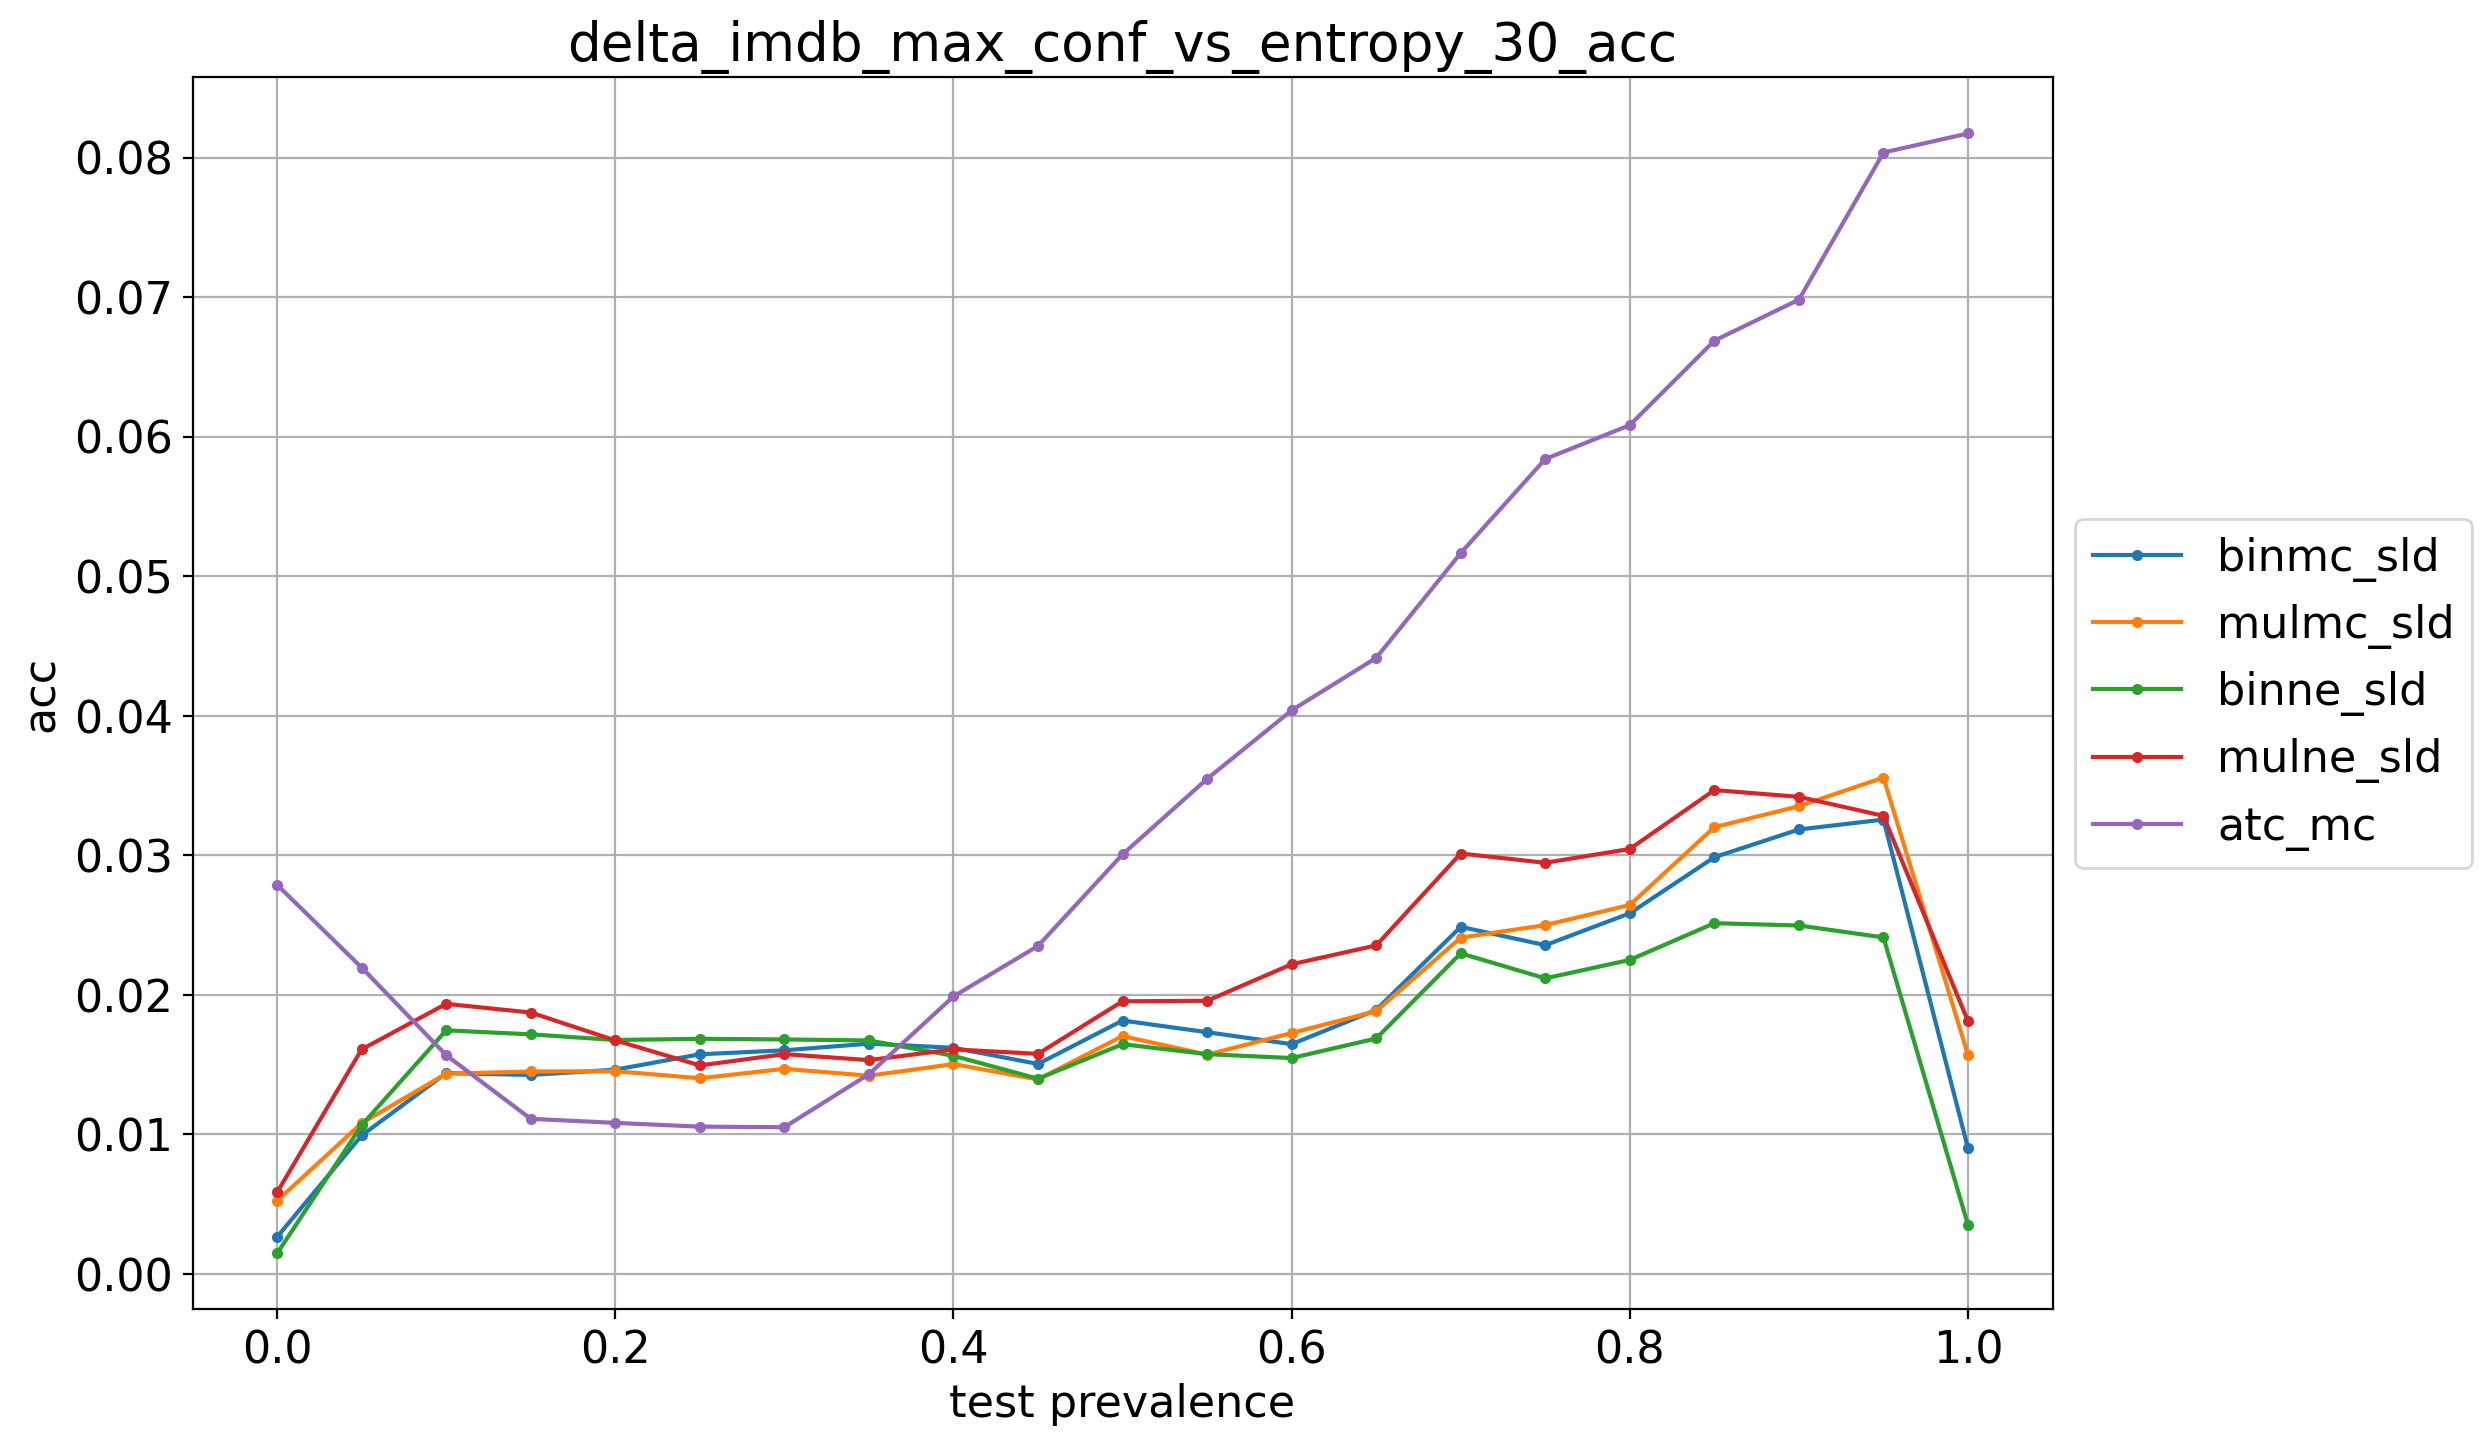 delta_imdb_max_conf_vs_entropy_30_acc
acc
0.08
0.07
0.06
0.05
0.04
0.03
0.02
0.01
0.00
0.0 0.2 0.4 0.6 0.8 1.0
test prevalence
binmc_sld
mulmc_sld
binne_sld
mulne_sld
atc_mc